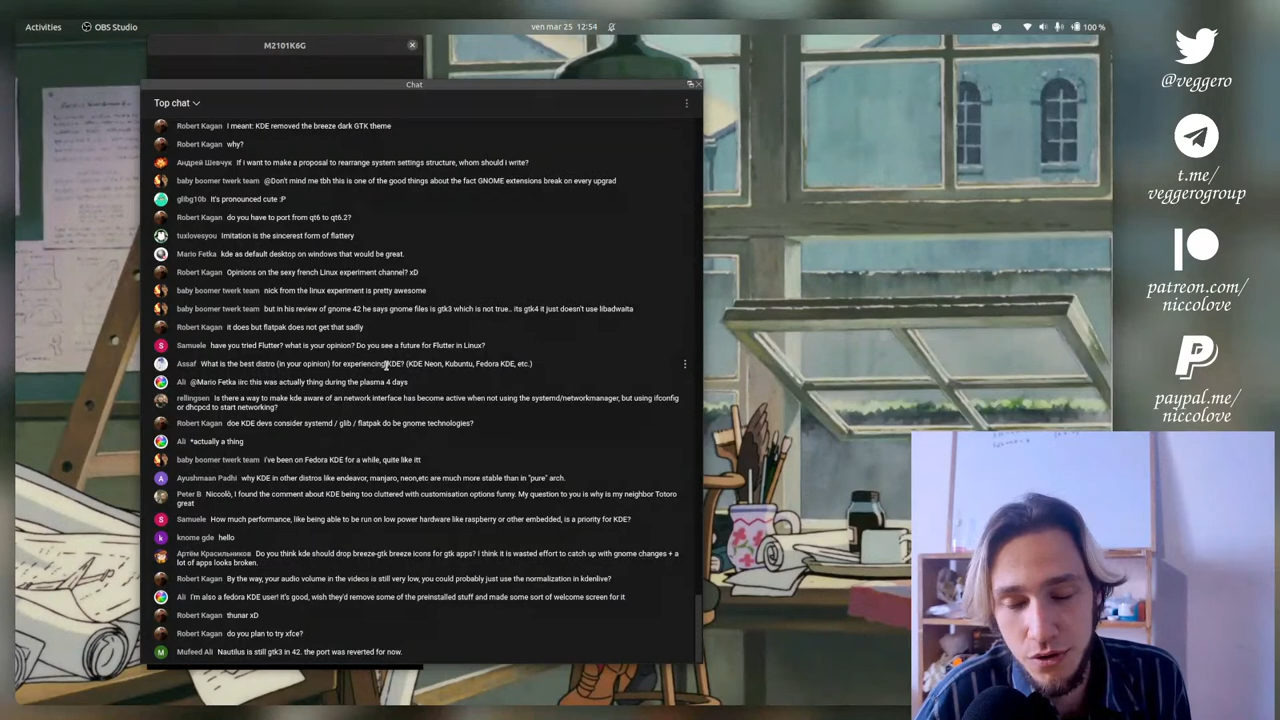 Activities
OBS Studio
ven mar 25 12:54
100 %
M2101K6G
Chat
Top chat
Robert Kagan I meant: KDE removed the breeze dark GTK theme
Robert Kagan why?
Андрей Шевчук If i want to make a proposal to rearrange system settings structure, whom should i write?
baby boomer twerk team @Don't mind me tbh this is one of the good things about the fact GNOME extensions break on every upgrad
glibg10b It's pronounced cute :P
Robert Kagan do you have to port from qt6 to qt6.2?
tuxlovesyou Imitation is the sincerest form of flattery
Mario Fetka kde as default desktop on windows that would be great.
Robert Kagan Opinions on the sexy french Linux experiment channel? xD
baby boomer twerk team nick from the linux experiment is pretty awesome
baby boomer twerk team but in his review of gnome 42 he says gnome files is gtk3 which is not true.. its gtk4 it just doesn't use libadwaita
Robert Kagan it does but flatpak does not get that sadly
S Samuele have you tried Flutter? what is your opinion? Do you see a future for Flutter in Linux?
Assaf What is the best distro (in your opinion) for experiencing KDE? (KDE Neon, Kubuntu, Fedora KDE, etc.)
Ali @Mario Fetka iirc this was actually thing during the plasma 4 days
rellingsen Is there a way to make kde aware of an network interface has become active when not using the systemd/networkmanager, but using ifconfig
or dhcpcd to start networking?
Robert Kagan doe KDE devs consider systemd / glib / flatpak do be gnome technologies?
Ali *actually a thing
baby boomer twerk team i've been on Fedora KDE for a while, quite like itt
A Ayushmaan Padhi why KDE in other distros like endeavor, manjaro, neon,etc are much more stable than in "pure" arch.
Peter B Niccolò, I found the comment about KDE being too cluttered with customisation options funny. My question to you is why is my neighbor Totoro
great
S Samuele How much performance, like being able to be run on low power hardware like raspberry or other embedded, is a priority for KDE?
k knome gde hello
Артём Красильников Do you think kde should drop breeze-gtk breeze icons for gtk apps? I think it is wasted effort to catch up with gnome changes + a
lot of apps looks broken.
Robert Kagan By the way, your audio volume in the videos is still very low, you could probably just use the normalization in kdenlive?
Ali I'm also a fedora KDE user! it's good, wish they'd remove some of the preinstalled stuff and made some sort of welcome screen for it
Robert Kagan thunar xD
Robert Kagan do you plan to try xfce?
M Mufeed Ali Nautilus is still gtk3 in 42. the port was reverted for now.
@veggero
t.me/
veggerogroup
patreon.com/
niccolove
paypal.me/
niccolove